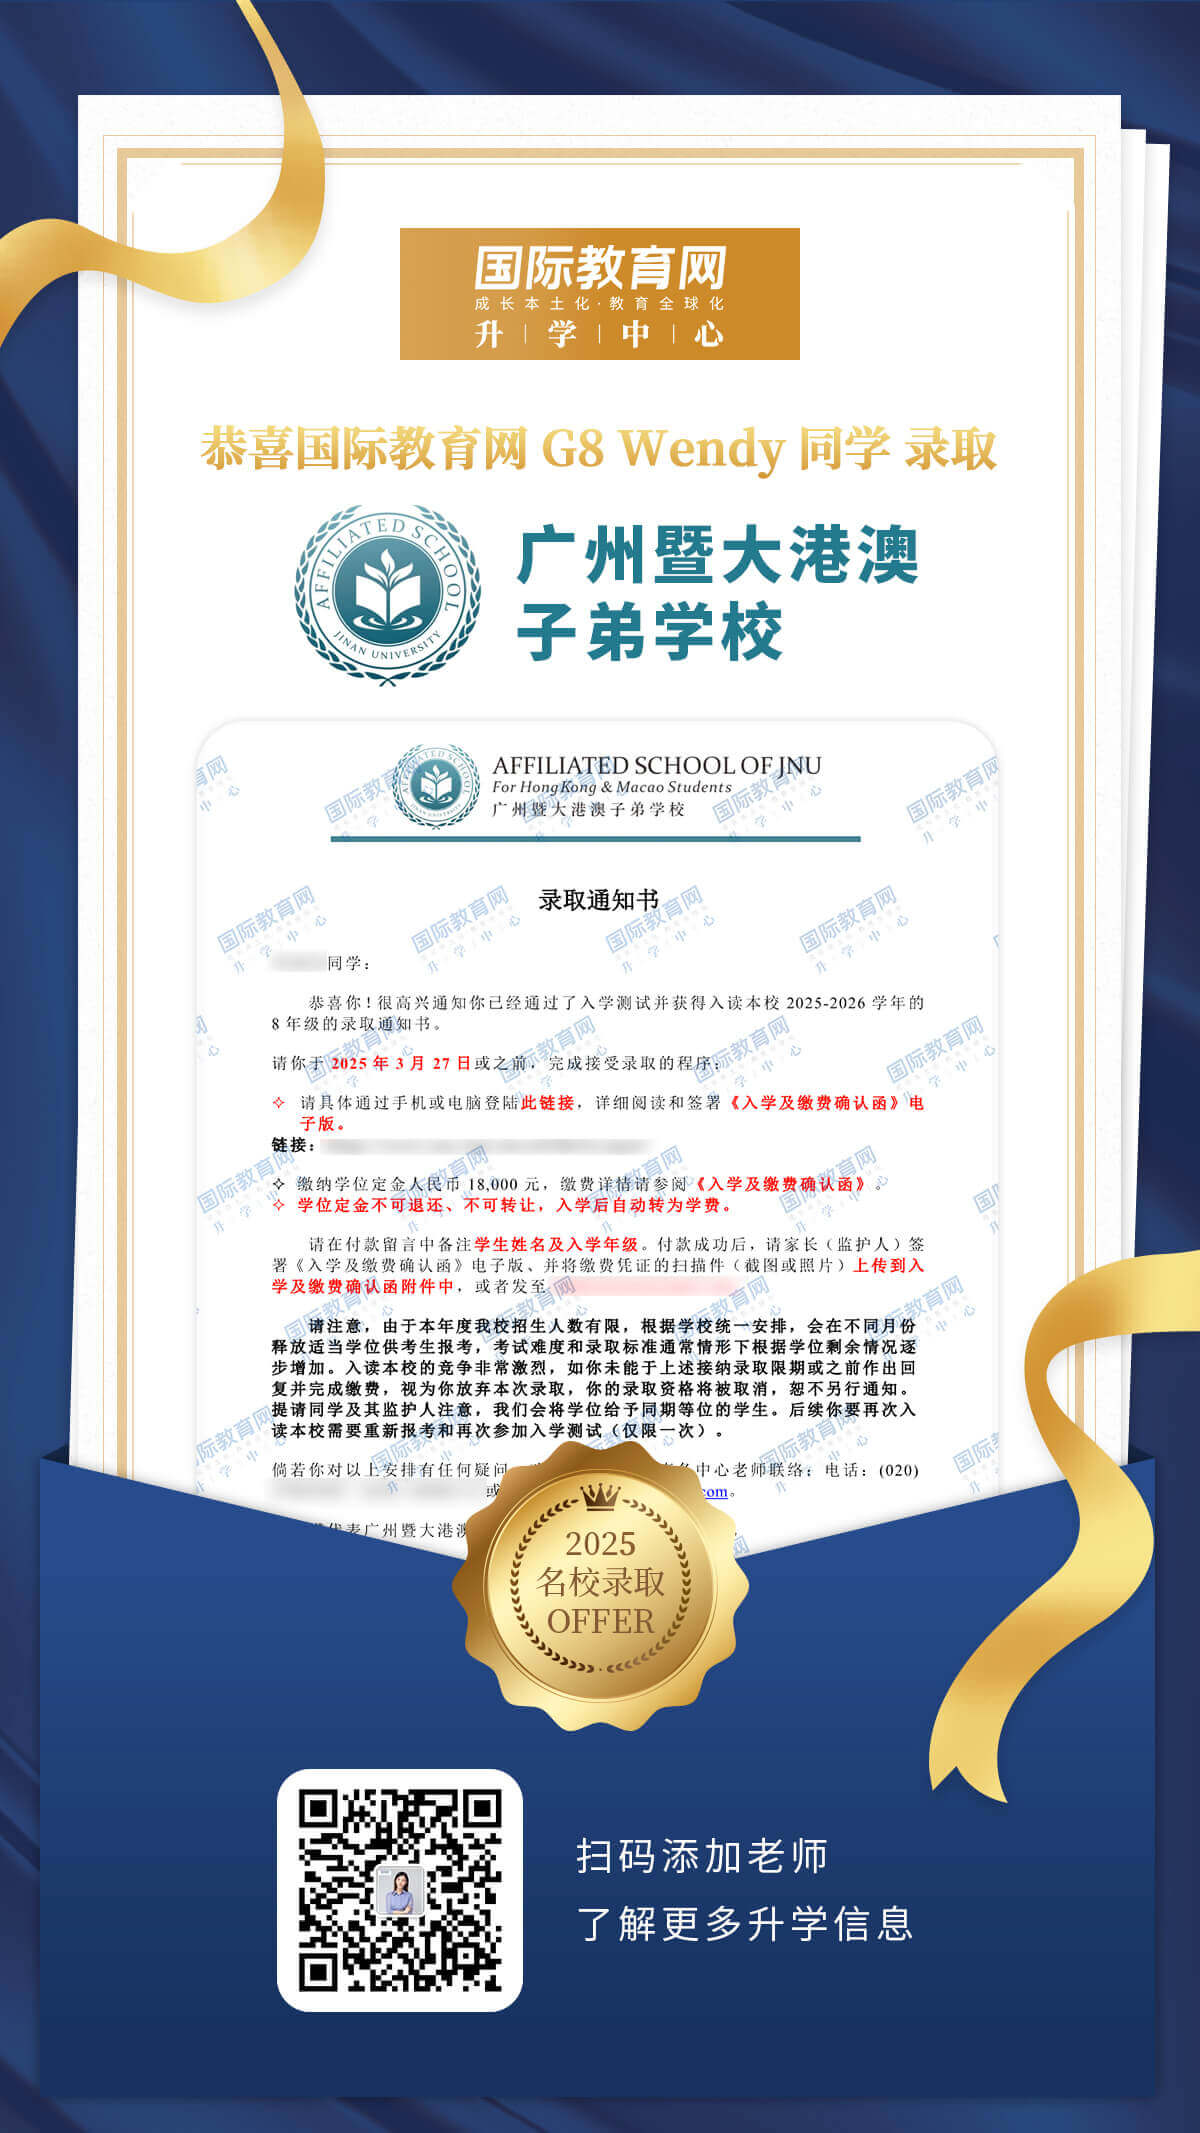 国际教育网
成长本土化·教育全球化
升|学|中|心
恭喜国际教育网 G8 Wendy 同学 录取
AFFILIATED SCHOOL
JINAN UNIVERSITY
广州暨大港澳
子弟学校
AFFILIATED SCHOOL OF JNU
For HongKong & Macao Students
广州暨大港澳子弟学校
录取通知书
同学：
恭喜你！很高兴通知你已经通过了入学测试并获得入读本校 2025-2026 学年的
8 年级的录取通知书。
请你于 2025 年 3 月 27 日或之前，完成接受录取的程序：
✧ 请具体通过手机或电脑登陆此链接，详细阅读和签署《入学及缴费确认函》电
子版。
链接：
✧ 缴纳学位定金人民币 18,000 元，缴费详情请参阅《入学及缴费确认函》。
✧ 学位定金不可退还、不可转让，入学后自动转为学费。
请在付款留言中备注学生姓名及入学年级。付款成功后，请家长（监护人）签
署《入学及缴费确认函》电子版、并将缴费凭证的扫描件（截图或照片）上传到入
学及缴费确认函附件中，或者发至
请注意，由于本年度我校招生人数有限，根据学校统一安排，会在不同月份
释放适当学位供考生报考，考试难度和录取标准通常情形下根据学位剩余情况逐
步增加。入读本校的竞争非常激烈，如你未能于上述接纳录取限期或之前作出回
复并完成缴费，视为你放弃本次录取，你的录取资格将被取消，恕不另行通知。
提请同学及其监护人注意，我们会将学位给予同期等位的学生。后续你要再次入
读本校需要重新报考和再次参加入学测试（仅限一次）。
倘若你对以上安排有任何疑问 中心老师联络：电话：(020)
或 com。
代表广州暨大港澳
2025
名校录取
OFFER
扫码添加老师
了解更多升学信息